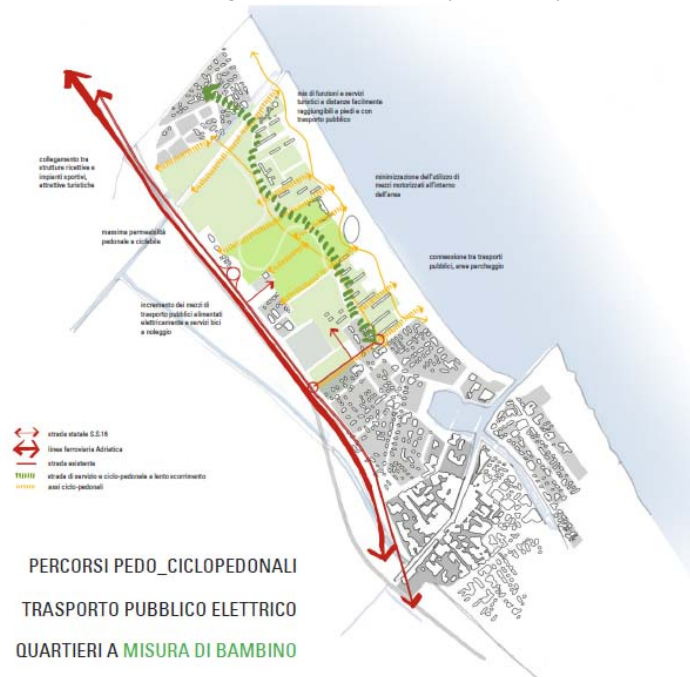 mix di funzioni e servizi
turistici a distanze facilmente
raggiungibili a piedi e con
trasporto pubblico
collegamento tra
strutture ricettive e
impianti sportivi,
attrattive turistiche
minimizzazione dell'utilizzo di
mezzi motorizzati all'interno
dell'area
massima permeabilità
pedonale e ciclabile
connessione tra trasporti
pubblici, aree parcheggio
incremento dei mezzi di
trasporto pubblici alimentati
elettricamente e servizi bici
a noleggio
strada statale S.S.16
linea ferroviaria Adriatica
strada esistente
strada di servizio e ciclo-pedonale a lento scorrimento
assi ciclo-pedonali
PERCORSI PEDO_CICLOPEDONALI
TRASPORTO PUBBLICO ELETTRICO
QUARTIERI A MISURA DI BAMBINO